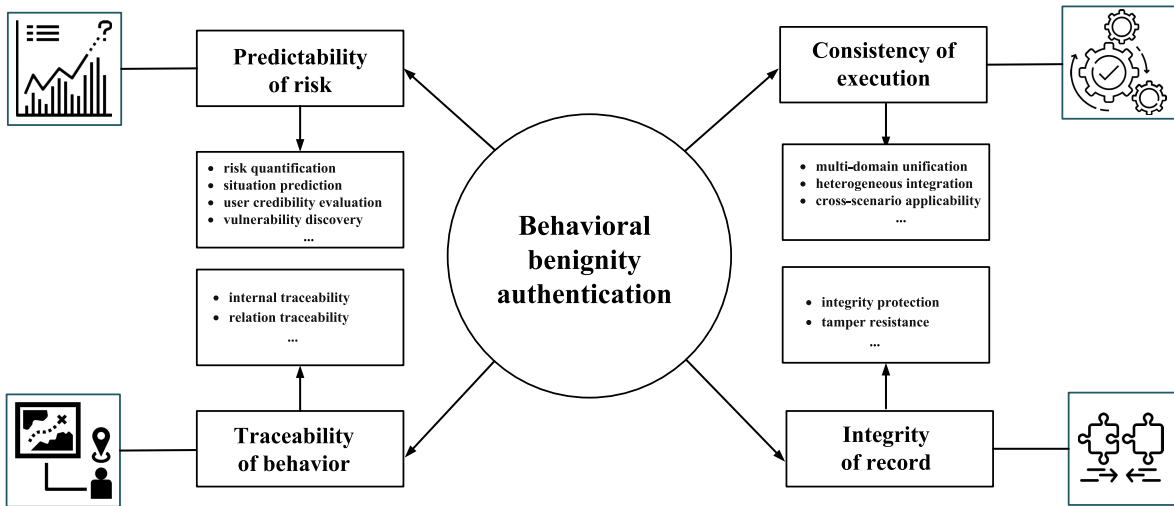 ?
Predictability
of risk
• risk quantification
• situation prediction
• user credibility evaluation
• vulnerability discovery
...
• internal traceability
• relation traceability
...
Traceability
of behavior
Behavioral
benignity
authentication
Consistency of
execution
• multi-domain unification
• heterogeneous integration
• cross-scenario applicability
...
• integrity protection
• tamper resistance
...
Integrity
of record